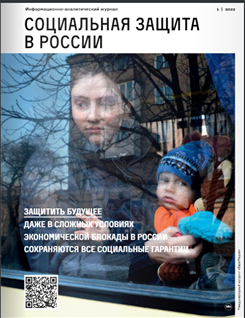 Информационно-аналитический журнал
1 | 2022
СОЦИАЛЬНАЯ ЗАЩИТА
В РОССИИ
ЗАЩИТИТЬ БУДУЩЕЕ
ДАЖЕ В СЛОЖНЫХ УСЛОВИЯХ
ЭКОНОМИЧЕСКОЙ БЛОКАДЫ В РОССИИ
СОХРАНЯЮТСЯ ВСЕ СОЦИАЛЬНЫЕ ГАРАНТИИ